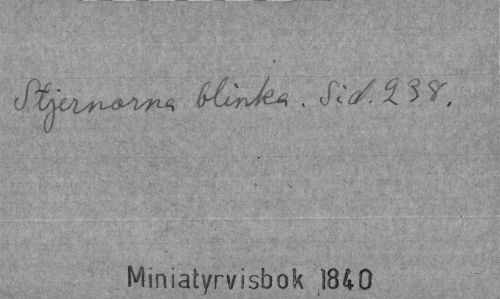 Stjernorna blinka. Sid. 238.
Miniatyrvisbok 1840